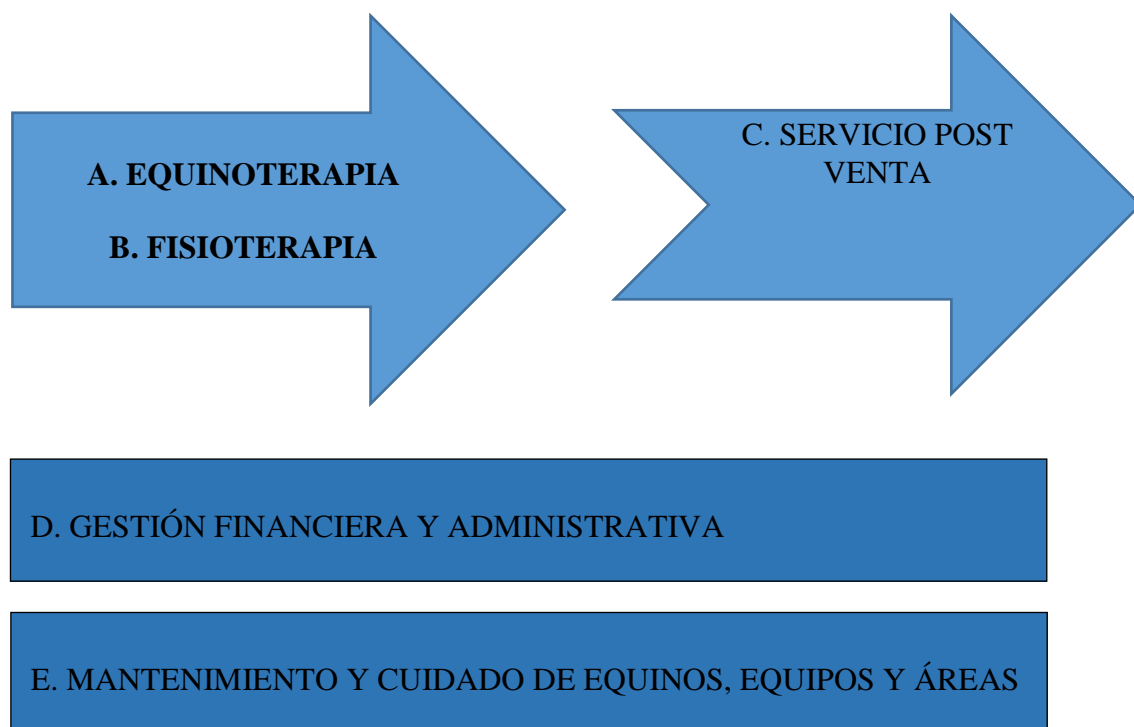 A. EQUINOTERAPIA
B. FISIOTERAPIA
C. SERVICIO POST
VENTA
D. GESTIÓN FINANCIERA Y ADMINISTRATIVA
E. MANTENIMIENTO Y CUIDADO DE EQUINOS, EQUIPOS Y ÁREAS